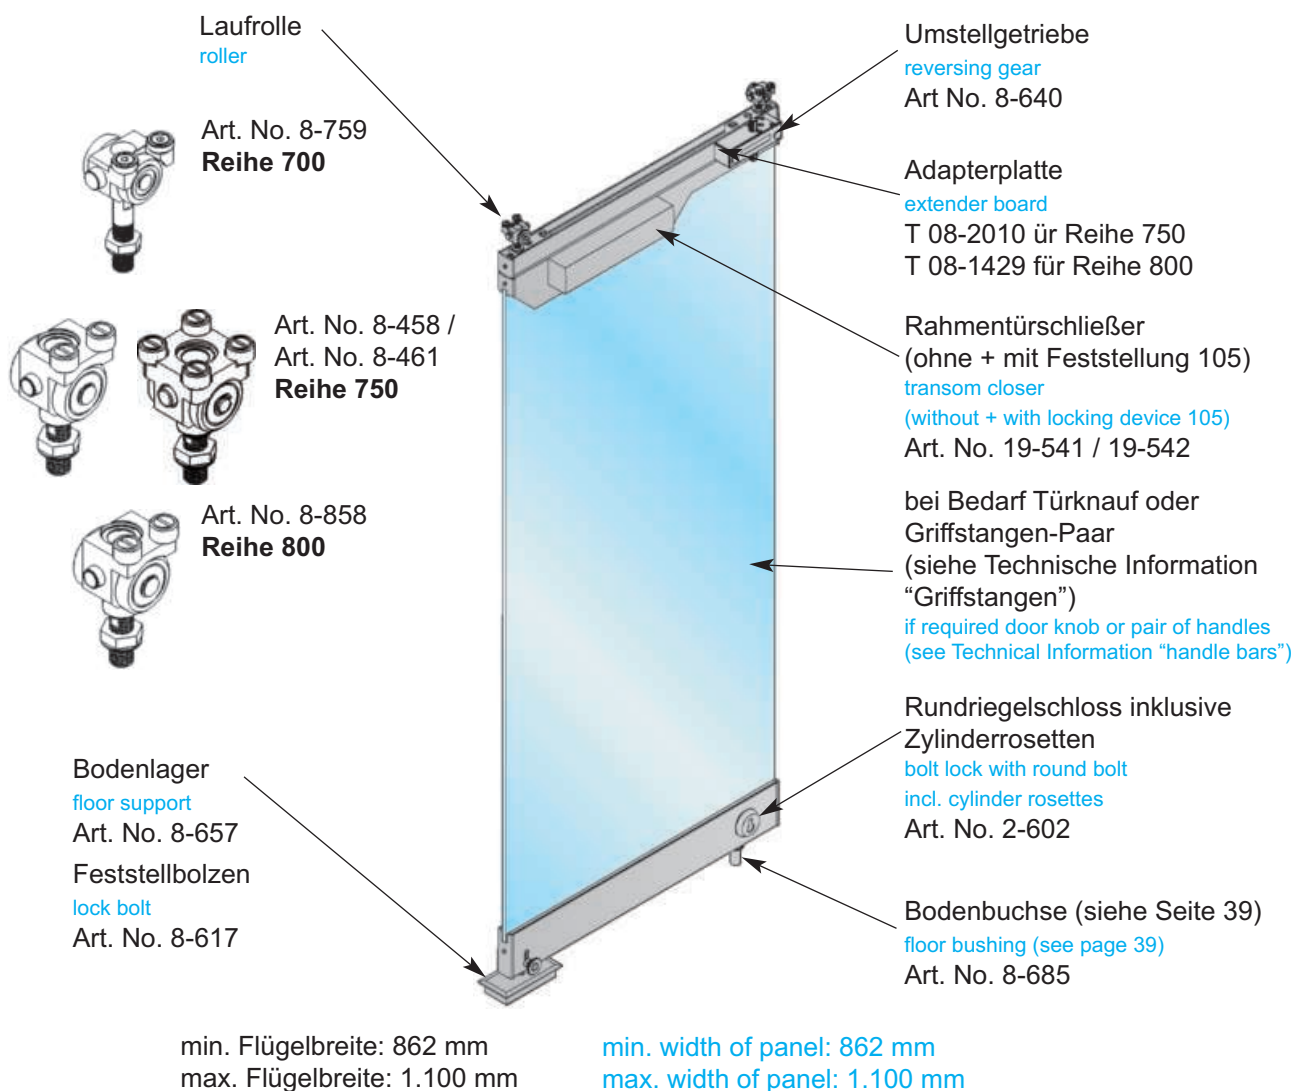 Laufrolle
roller
Art. No. 8-759
Reihe 700
Art. No. 8-458 /
Art. No. 8-461
Reihe 750
Art. No. 8-858
Reihe 800
Bodenlager
floor support
Art. No. 8-657
Feststellbolzen
lock bolt
Art. No. 8-617
Umstellgetriebe
reversing gear
Art No. 8-640
Adapterplatte
extender board
T 08-2010 ür Reihe 750
T 08-1429 für Reihe 800
Rahmentürschließer
(ohne + mit Feststellung 105)
transom closer
(without + with locking device 105)
Art. No. 19-541 / 19-542
bei Bedarf Türknauf oder
Griffstangen-Paar
(siehe Technische Information
“Griffstangen”)
if required door knob or pair of handles
(see Technical Information “handle bars”)
Rundriegelschloss inklusive
Zylinderrosetten
bolt lock with round bolt
incl. cylinder rosettes
Art. No. 2-602
Bodenbuchse (siehe Seite 39)
floor bushing (see page 39)
Art. No. 8-685
min. Flügelbreite: 862 mm
max. Flügelbreite: 1.100 mm
min. width of panel: 862 mm
max. width of panel: 1.100 mm